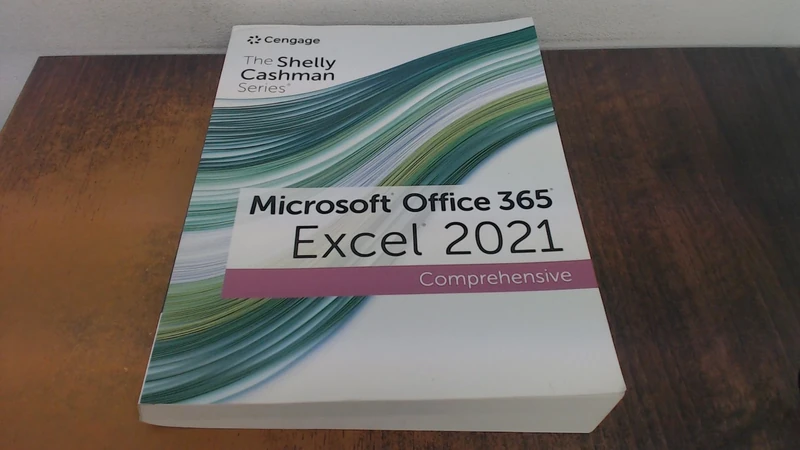 Cengage
The Shelly
Cashman
Series®
Microsoft® Office 365®
Excel® 2021
Comprehensive